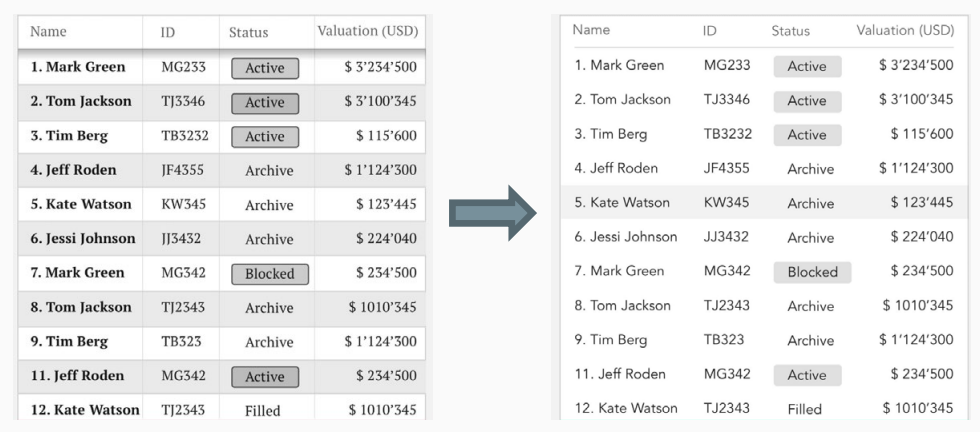 Name ID Status Valuation (USD)
1. Mark Green MG233 Active $ 3’234’500
2. Tom Jackson TJ3346 Active $ 3’100’345
3. Tim Berg TB3232 Active $ 115’600
4. Jeff Roden JF4355 Archive $ 1’124’300
5. Kate Watson KW345 Archive $ 123’445
6. Jessi Johnson JJ3432 Archive $ 224’040
7. Mark Green MG342 Blocked $ 234’500
8. Tom Jackson TJ2343 Archive $ 1010’345
9. Tim Berg TB323 Archive $ 1’124’300
11. Jeff Roden MG342 Active $ 234’500
12. Kate Watson TJ2343 Filled $ 1010’345
Name ID Status Valuation (USD)
1. Mark Green MG233 Active $ 3’234’500
2. Tom Jackson TJ3346 Active $ 3’100’345
3. Tim Berg TB3232 Active $ 115’600
4. Jeff Roden JF4355 Archive $ 1’124’300
5. Kate Watson KW345 Archive $ 123’445
6. Jessi Johnson JJ3432 Archive $ 224’040
7. Mark Green MG342 Blocked $ 234’500
8. Tom Jackson TJ2343 Archive $ 1010’345
9. Tim Berg TB323 Archive $ 1’124’300
11. Jeff Roden MG342 Active $ 234’500
12. Kate Watson TJ2343 Filled $ 1010’345